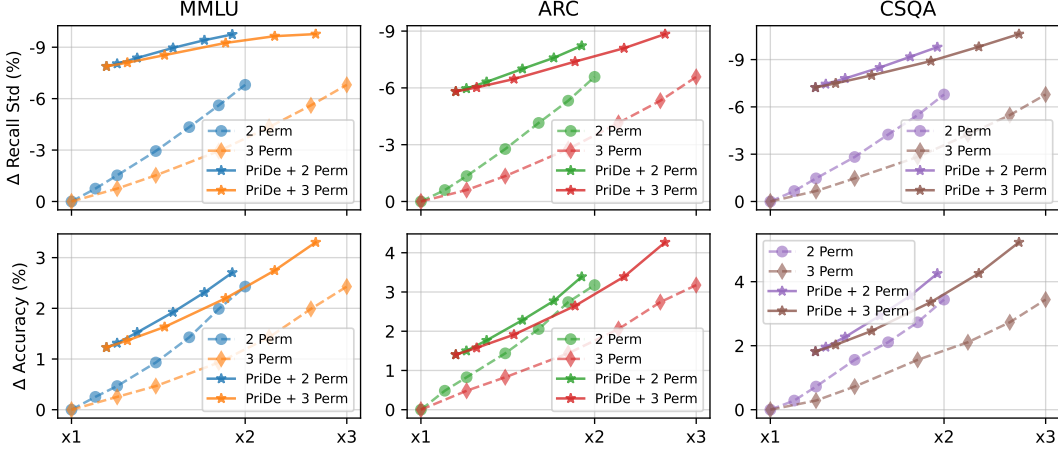 MMLU
ARC
CSQA
Δ Recall Std (%)
-9
-6
-3
0
2 Perm
3 Perm
PriDe + 2 Perm
PriDe + 3 Perm
-9
-6
-3
0
2 Perm
3 Perm
PriDe + 2 Perm
PriDe + 3 Perm
-9
-6
-3
0
2 Perm
3 Perm
PriDe + 2 Perm
PriDe + 3 Perm
Δ Accuracy (%)
3
2
1
0
2 Perm
3 Perm
PriDe + 2 Perm
PriDe + 3 Perm
x1
x2
x3
4
3
2
1
0
2 Perm
3 Perm
PriDe + 2 Perm
PriDe + 3 Perm
x1
x2
x3
4
2
0
2 Perm
3 Perm
PriDe + 2 Perm
PriDe + 3 Perm
x1
x2
x3